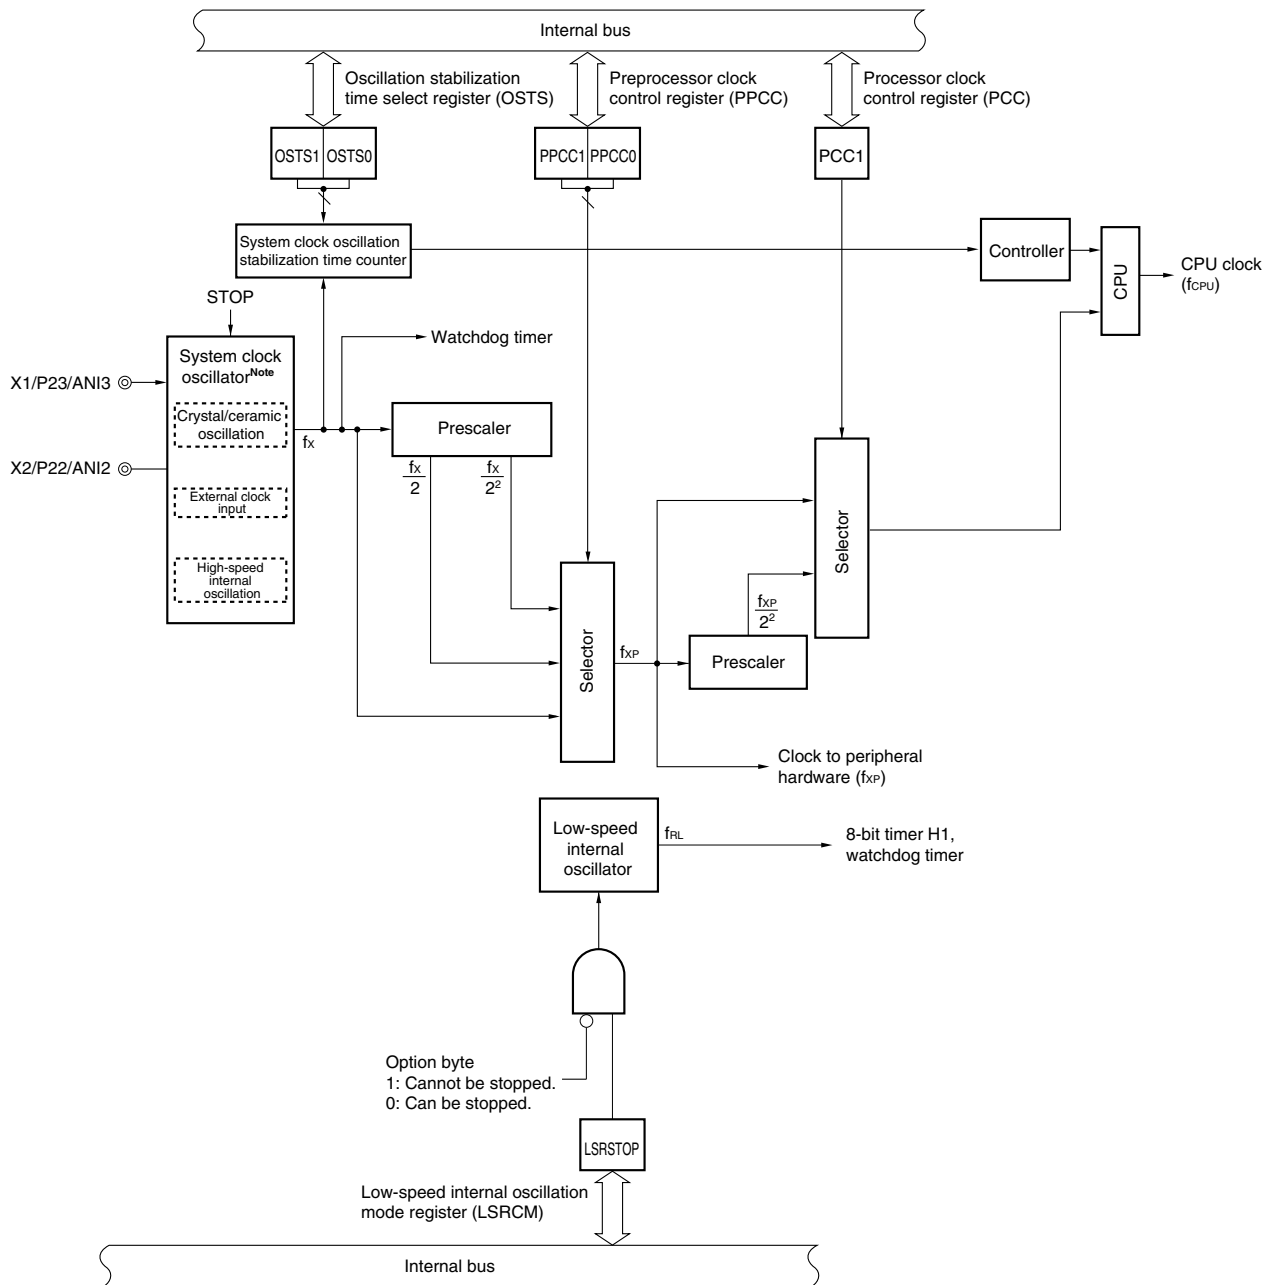 Internal bus
Oscillation stabilization
time select register (OSTS)
Preprocessor clock
control register (PPCC)
Processor clock
control register (PCC)
OSTS1 OSTS0
PPCC1 PPCC0
PCC1
System clock oscillation
stabilization time counter
Controller
CPU
CPU clock
(fCPU)
STOP
Watchdog timer
System clock
oscillatorNote
X1/P23/ANI3
Crystal/ceramic
oscillation
fX
Prescaler
X2/P22/ANI2
fX
2
fX
2²
External clock
input
High-speed
internal
oscillation
Selector
Selector
fXP
fXP
2²
Prescaler
Clock to peripheral
hardware (fXP)
Low-speed
internal
oscillator
fRL
8-bit timer H1,
watchdog timer
Option byte
1: Cannot be stopped.
0: Can be stopped.
LSRSTOP
Low-speed internal oscillation
mode register (LSRCM)
Internal bus